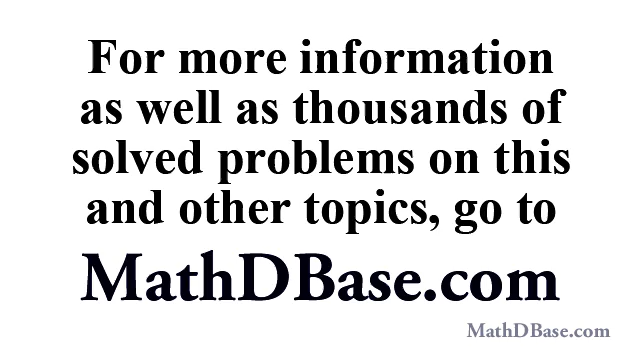 For more information
as well as thousands of
solved problems on this
and other topics, go to
MathDBase.com
MathDBase.com